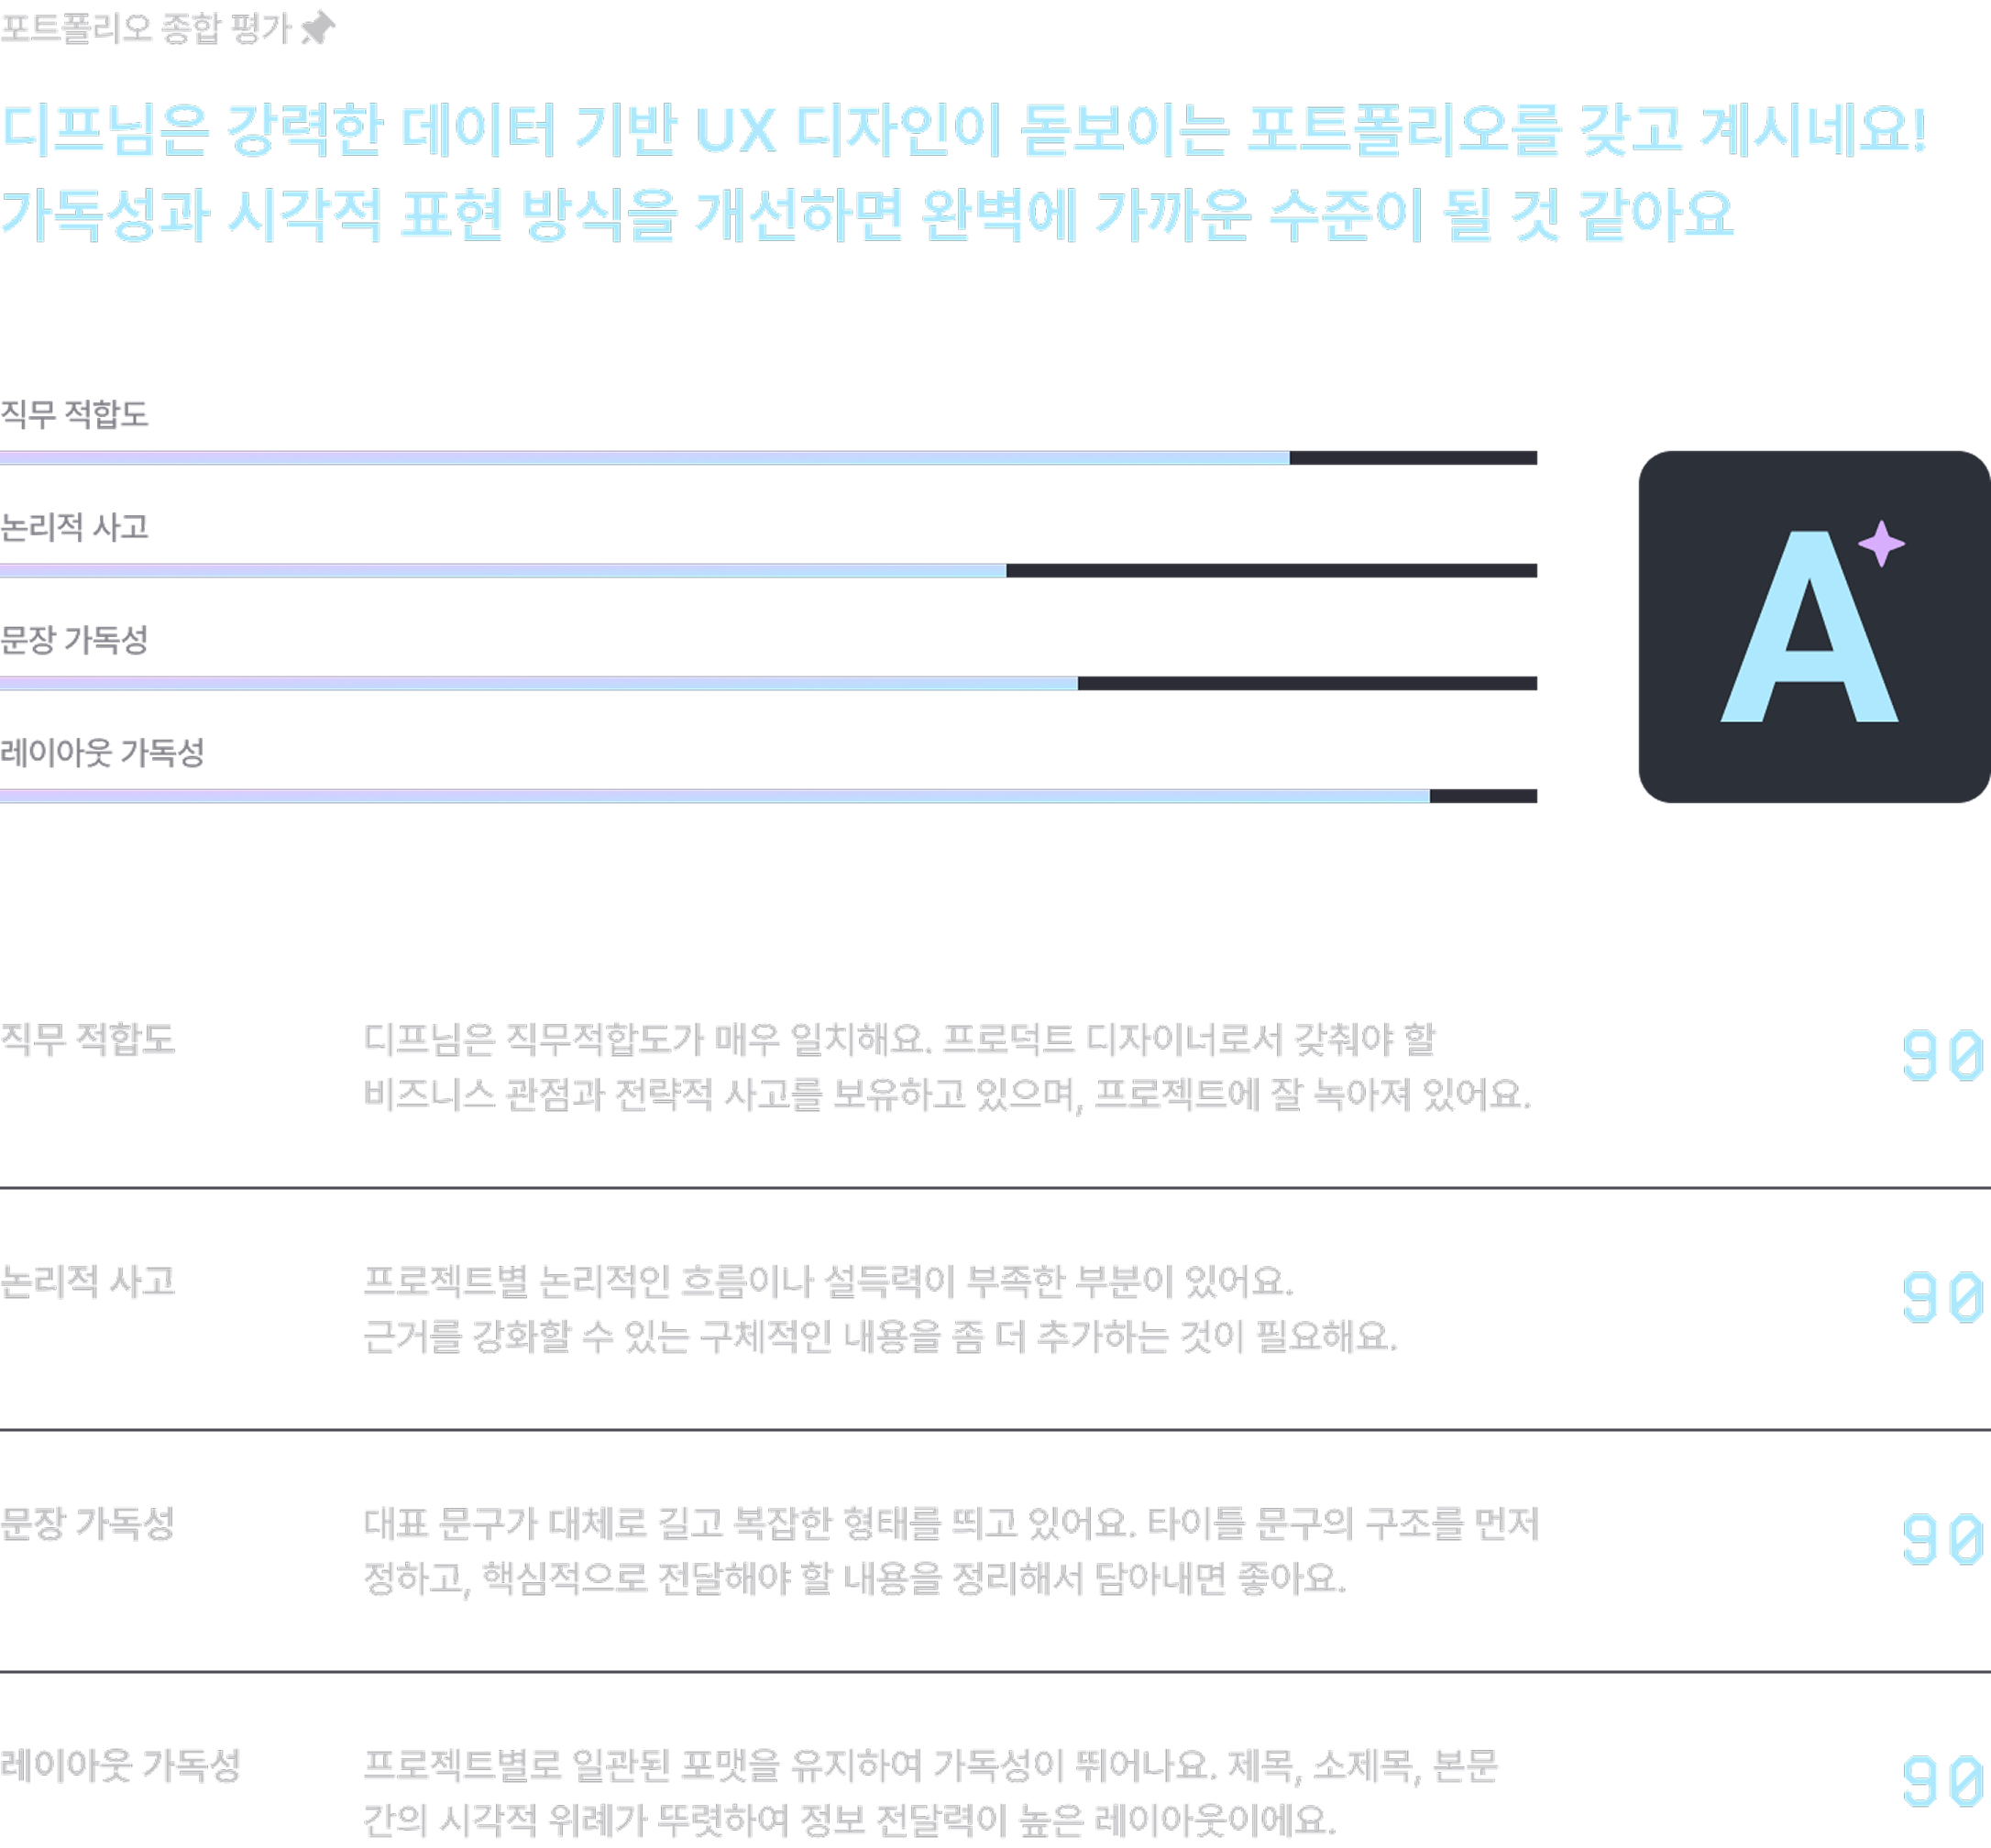 포트폴리오 종합 평가
디프님은 강력한 데이터 기반 UX 디자인이 돋보이는 포트폴리오를 갖고 계시네요!
가독성과 시각적 표현 방식을 개선하면 완벽에 가까운 수준이 될 것 같아요
직무 적합도
논리적 사고
문장 가독성
레이아웃 가독성
A
직무 적합도
디프님은 직무적합도가 매우 일치해요. 프로덕트 디자이너로서 갖춰야 할
비즈니스 관점과 전략적 사고를 보유하고 있으며, 프로젝트에 잘 녹아져 있어요.
90
논리적 사고
프로젝트별 논리적인 흐름이나 설득력이 부족한 부분이 있어요.
근거를 강화할 수 있는 구체적인 내용을 좀 더 추가하는 것이 필요해요.
90
문장 가독성
대표 문구가 대체로 길고 복잡한 형태를 띄고 있어요. 타이틀 문구의 구조를 먼저
정하고, 핵심적으로 전달해야 할 내용을 정리해서 담아내면 좋아요.
90
레이아웃 가독성
프로젝트별로 일관된 포맷을 유지하여 가독성이 뛰어나요. 제목, 소제목, 본문
간의 시각적 위레가 뚜렷하여 정보 전달력이 높은 레이아웃이에요.
90